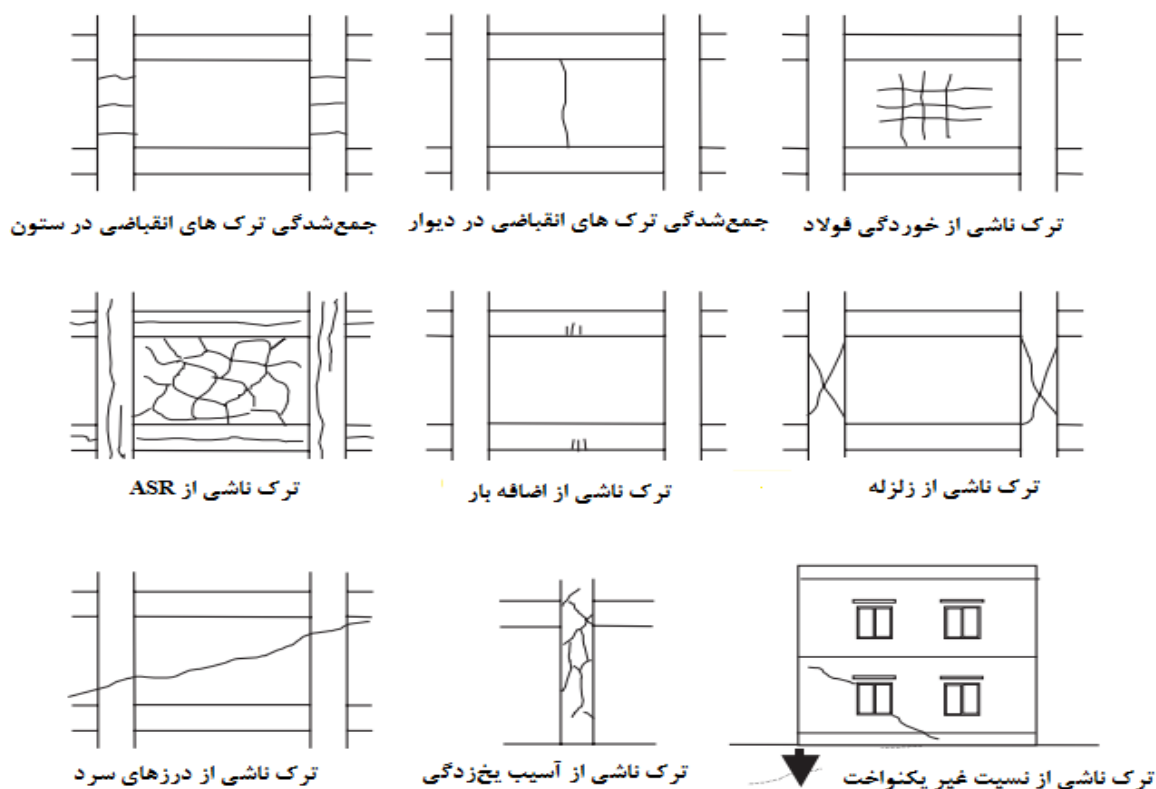 ترک ناشی از خوردگی فولاد
جمع‌شدگی ترک های انقباضی در دیوار
جمع‌شدگی ترک های انقباضی در ستون
ترک ناشی از زلزله
ترک ناشی از اضافه بار
ترک ناشی از ASR
ترک ناشی از نسیت غیر یکنواخت
ترک ناشی از آسیب یخ‌زدگی
ترک ناشی از درزهای سرد